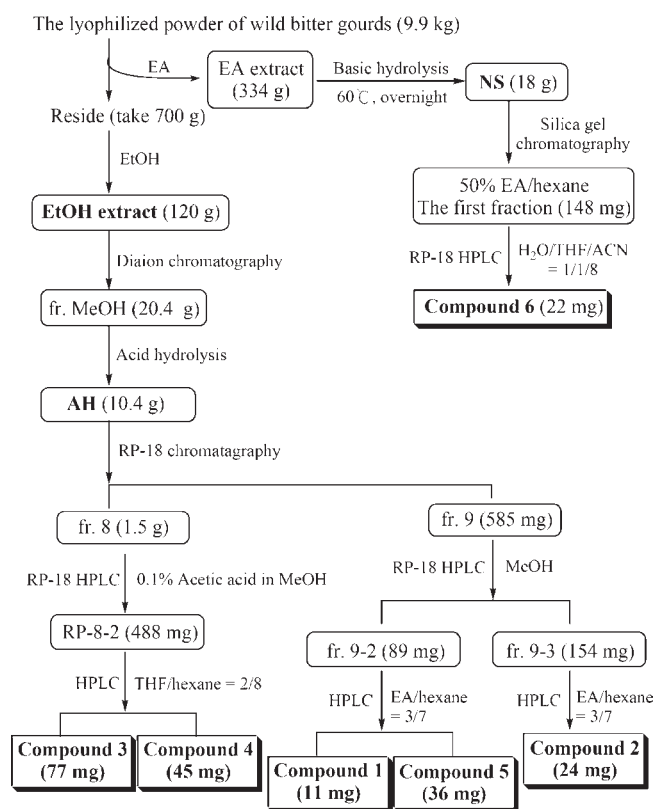 The lyophilized powder of wild bitter gourds (9.9 kg)
EA
EA extract
(334 g)
Basic hydrolysis
60℃, overnight
NS (18 g)
Reside (take 700 g)
Silica gel
chromatography
EtOH
50% EA/hexane
The first fraction (148 mg)
EtOH extract (120 g)
RP-18 HPLC
H₂O/THF/ACN
= 1/1/8
Diaion chromatography
fr. MeOH (20.4 g)
Compound 6 (22 mg)
Acid hydrolysis
AH (10.4 g)
RP-18 chromatagraphy
fr. 8 (1.5 g)
fr. 9 (585 mg)
RP-18 HPLC
0.1% Acetic acid in MeOH
RP-18 HPLC
MeOH
RP-8-2 (488 mg)
fr. 9-2 (89 mg)
fr. 9-3 (154 mg)
HPLC
THF/hexane = 2/8
HPLC
EA/hexane
= 3/7
HPLC
EA/hexane
= 3/7
Compound 3
(77 mg)
Compound 4
(45 mg)
Compound 1
(11 mg)
Compound 5
(36 mg)
Compound 2
(24 mg)